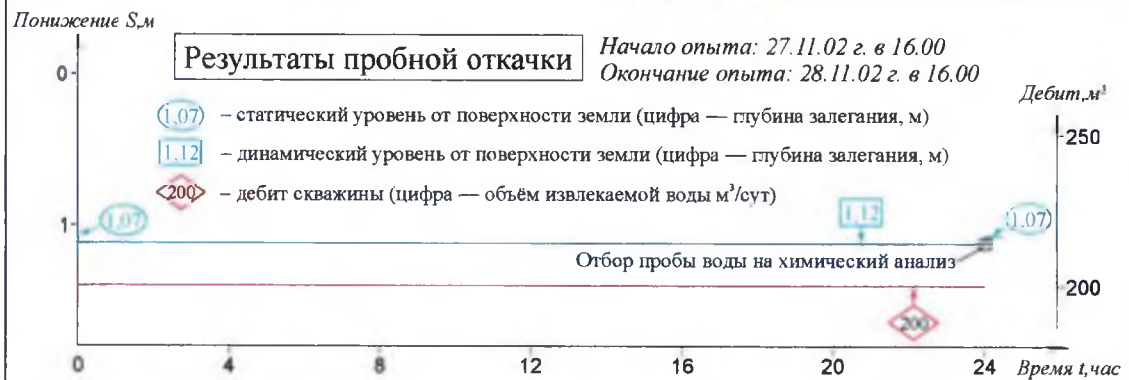 Понижение S,м
Результаты пробной откачки
Начало опыта: 27.11.02 г. в 16.00
Окончание опыта: 28.11.02 г. в 16.00
0
Дебит,м³
1,07 – статический уровень от поверхности земли (цифра — глубина залегания, м)
250
1,12 – динамический уровень от поверхности земли (цифра — глубина залегания, м)
200 – дебит скважины (цифра — объём извлекаемой воды м³/сут)
1
1,07
1,12
1.07
Отбор пробы воды на химический анализ
200
200
0 4 8 12 16 20 24 Время t,час